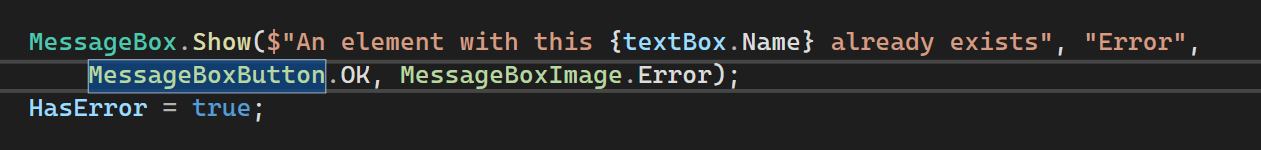 MessageBox.Show($"An element with this {textBox.Name} already exists", "Error",
MessageBoxButton.OK, MessageBoxImage.Error);
HasError = true;